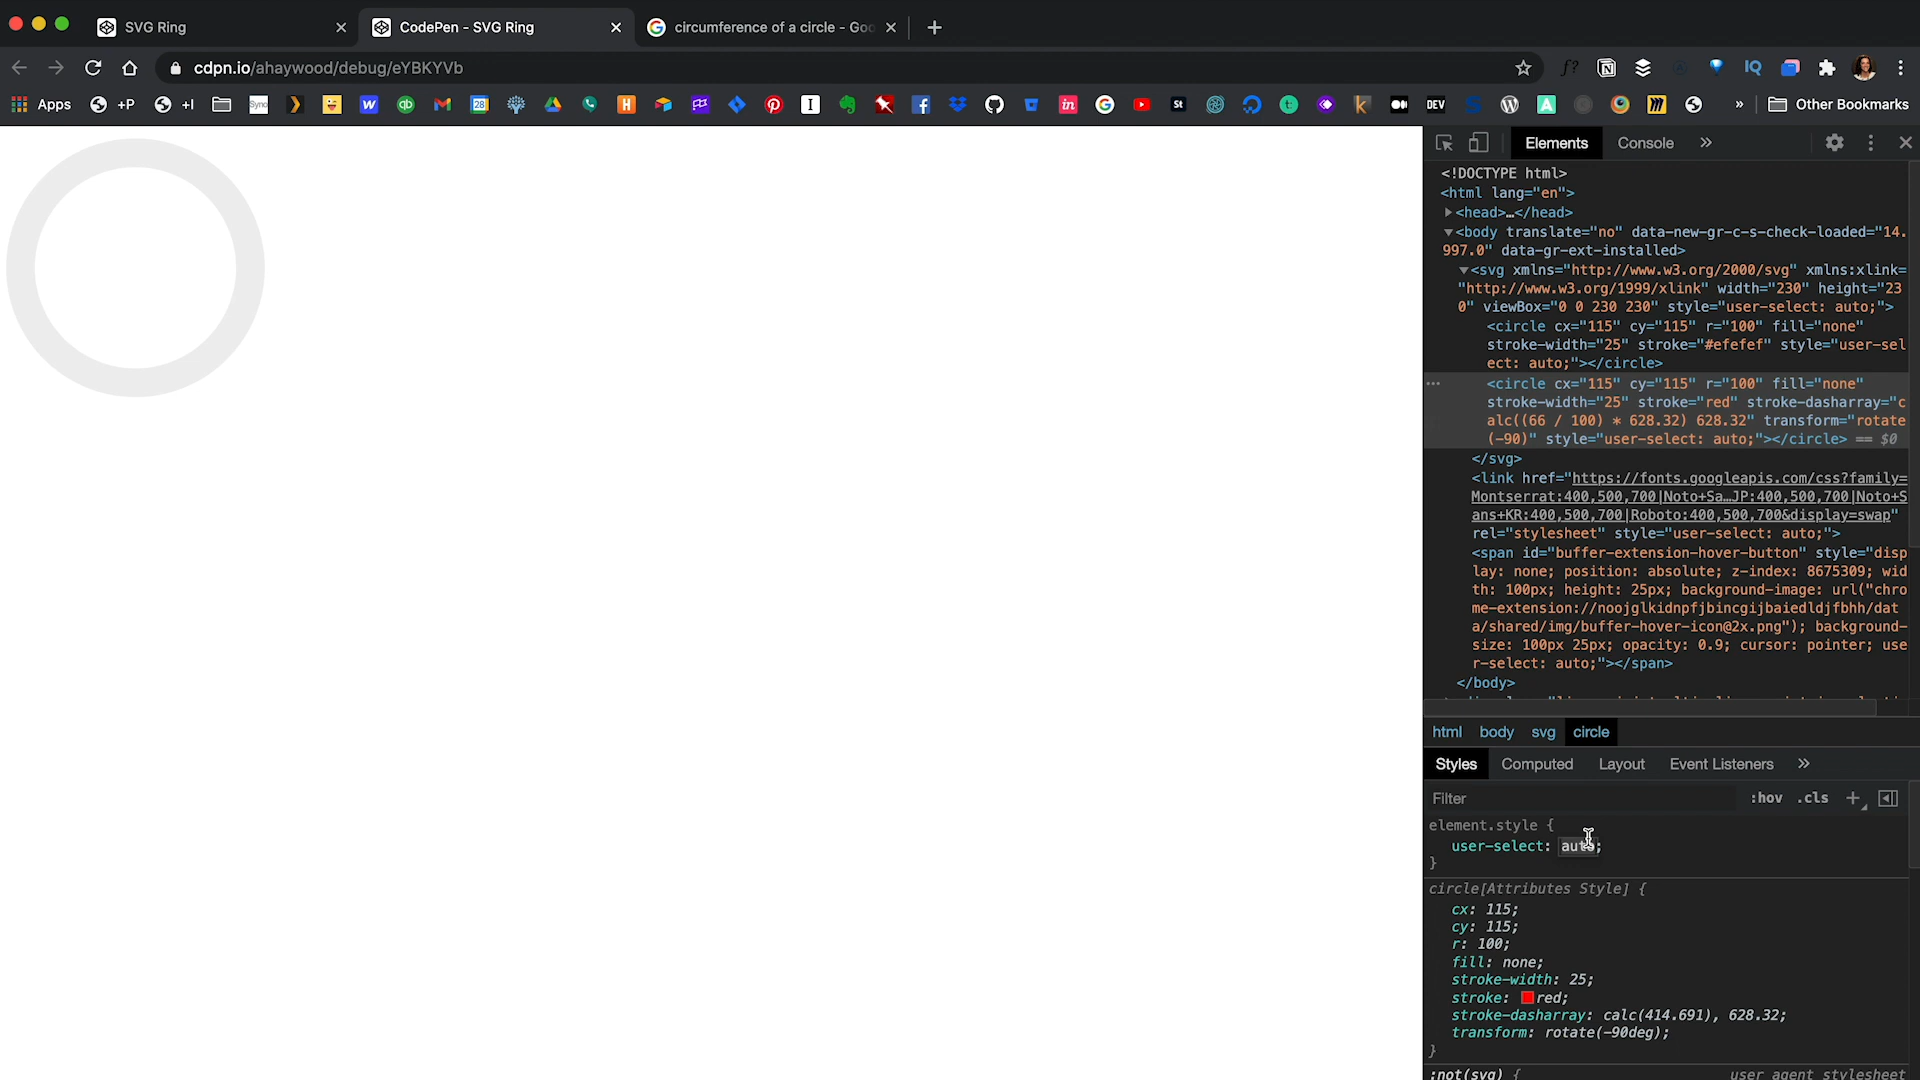 SVG Ring
CodePen - SVG Ring
circumference of a circle - Goo
cdpn.io/ahaywood/debug/eYBKYVb
Apps
+P
+I
Other Bookmarks
Elements
Console
<!DOCTYPE html>
<html lang="en">
<head>…</head>
<body translate="no" data-new-gr-c-s-check-loaded="14.
997.0" data-gr-ext-installed>
<svg xmlns="http://www.w3.org/2000/svg" xmlns:xlink=
"http://www.w3.org/1999/xlink" width="230" height="23
0" viewBox="0 0 230 230" style="user-select: auto;">
<circle cx="115" cy="115" r="100" fill="none"
stroke-width="25" stroke="#efefef" style="user-sel
ect: auto;"></circle>
<circle cx="115" cy="115" r="100" fill="none"
stroke-width="25" stroke="red" stroke-dasharray="c
alc((66 / 100) * 628.32) 628.32" transform="rotate
(-90)" style="user-select: auto;"></circle> == $0
</svg>
<link href="https://fonts.googleapis.com/css?family=
Montserrat:400,500,700|Noto+Sa…JP:400,500,700|Noto+S
ans+KR:400,500,700|Roboto:400,500,700&display=swap"
rel="stylesheet" style="user-select: auto;">
<span id="buffer-extension-hover-button" style="disp
lay: none; position: absolute; z-index: 8675309; wid
th: 100px; height: 25px; background-image: url("chro
me-extension://noojglkidnpfjbincgijbaiedldjfbhh/dat
a/shared/img/buffer-hover-icon@2x.png"); background-
size: 100px 25px; opacity: 0.9; cursor: pointer; use
r-select: auto;"></span>
</body>
html body svg circle
Styles Computed Layout Event Listeners
Filter
:hov .cls
element.style {
user-select: auto;
}
circle[Attributes Style] {
cx: 115;
cy: 115;
r: 100;
fill: none;
stroke-width: 25;
stroke: red;
stroke-dasharray: calc(414.691), 628.32;
transform: rotate(-90deg);
}
:not(svg) {
user agent stylesheet